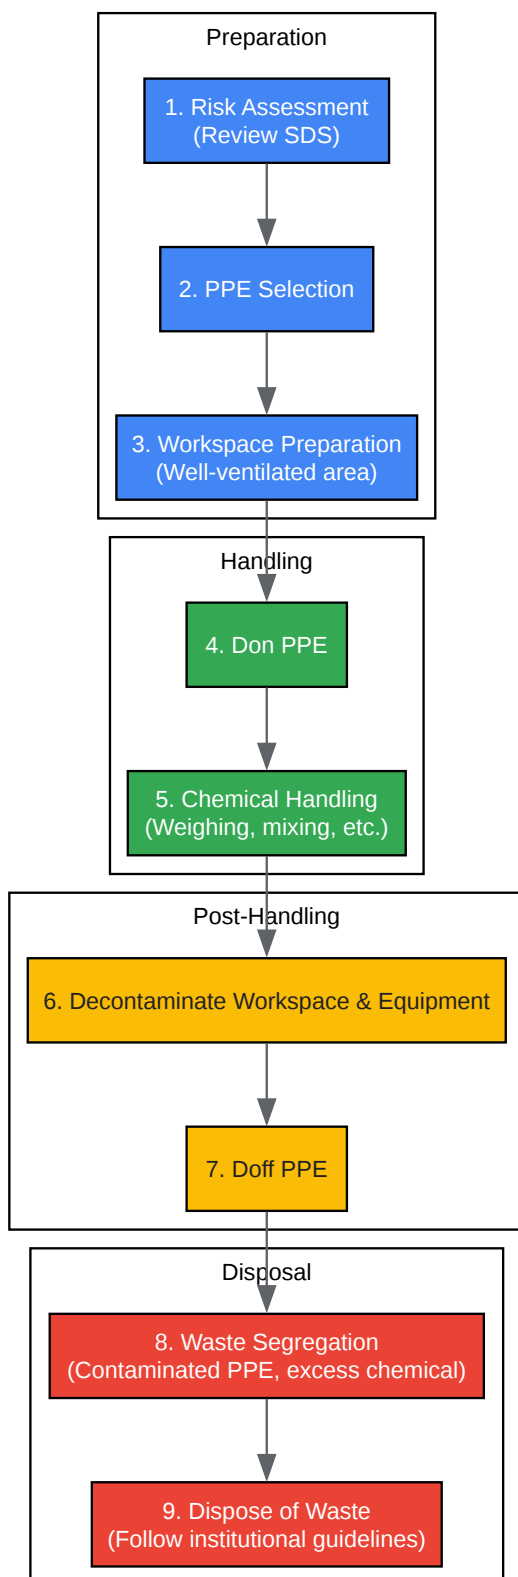 Preparation
1. Risk Assessment
(Review SDS)
2. PPE Selection
3. Workspace Preparation
(Well-ventilated area)
Handling
4. Don PPE
5. Chemical Handling
(Weighing, mixing, etc.)
Post-Handling
6. Decontaminate Workspace & Equipment
7. Doff PPE
Disposal
8. Waste Segregation
(Contaminated PPE, excess chemical)
9. Dispose of Waste
(Follow institutional guidelines)